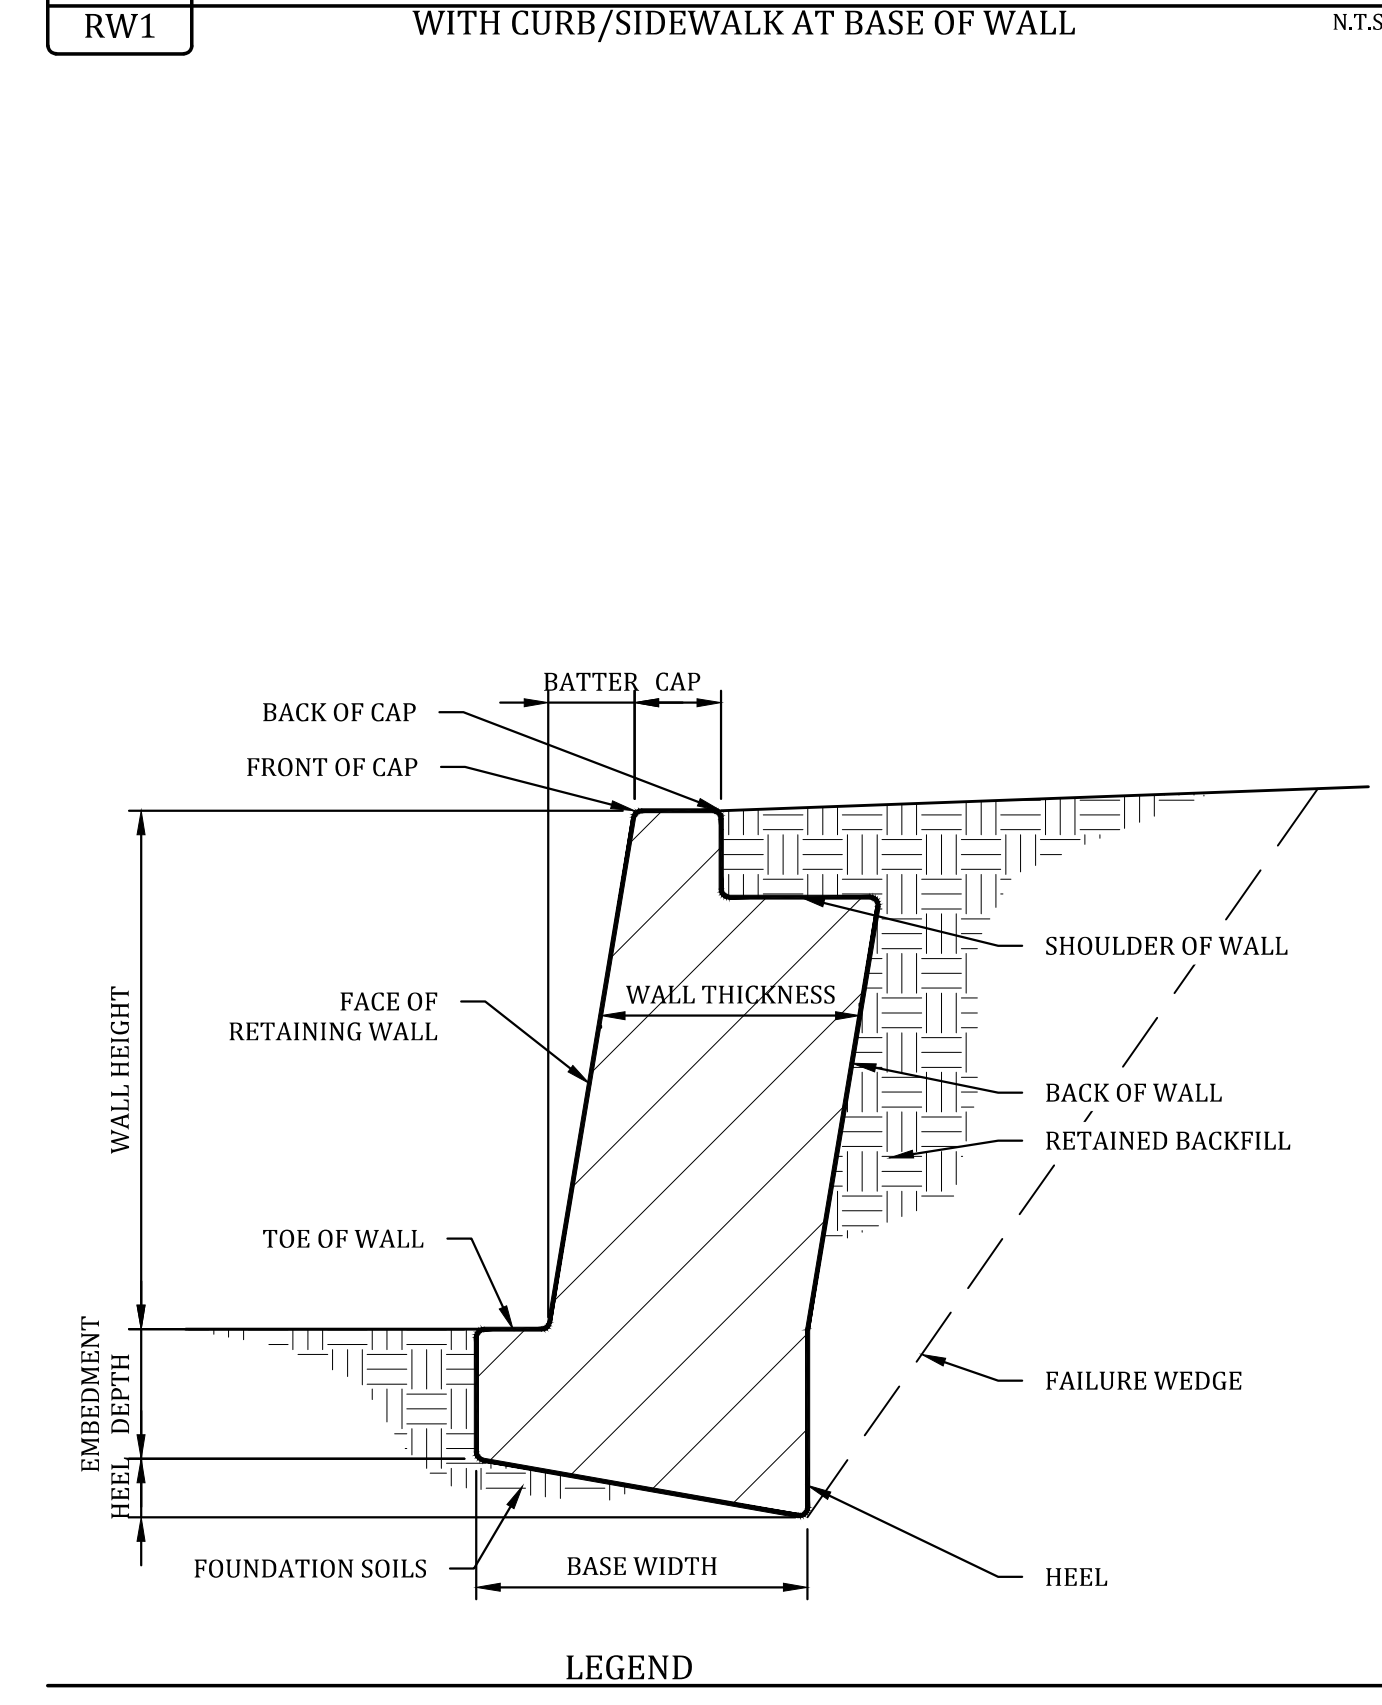 RW1
WITH CURB/SIDEWALK AT BASE OF WALL
N.T.S
BATTER
CAP
BACK OF CAP
FRONT OF CAP
SHOULDER OF WALL
WALL THICKNESS
FACE OF
RETAINING WALL
WALL HEIGHT
BACK OF WALL
RETAINED BACKFILL
TOE OF WALL
EMBEDMENT
DEPTH
HEEL
FAILURE WEDGE
FOUNDATION SOILS
BASE WIDTH
HEEL
LEGEND